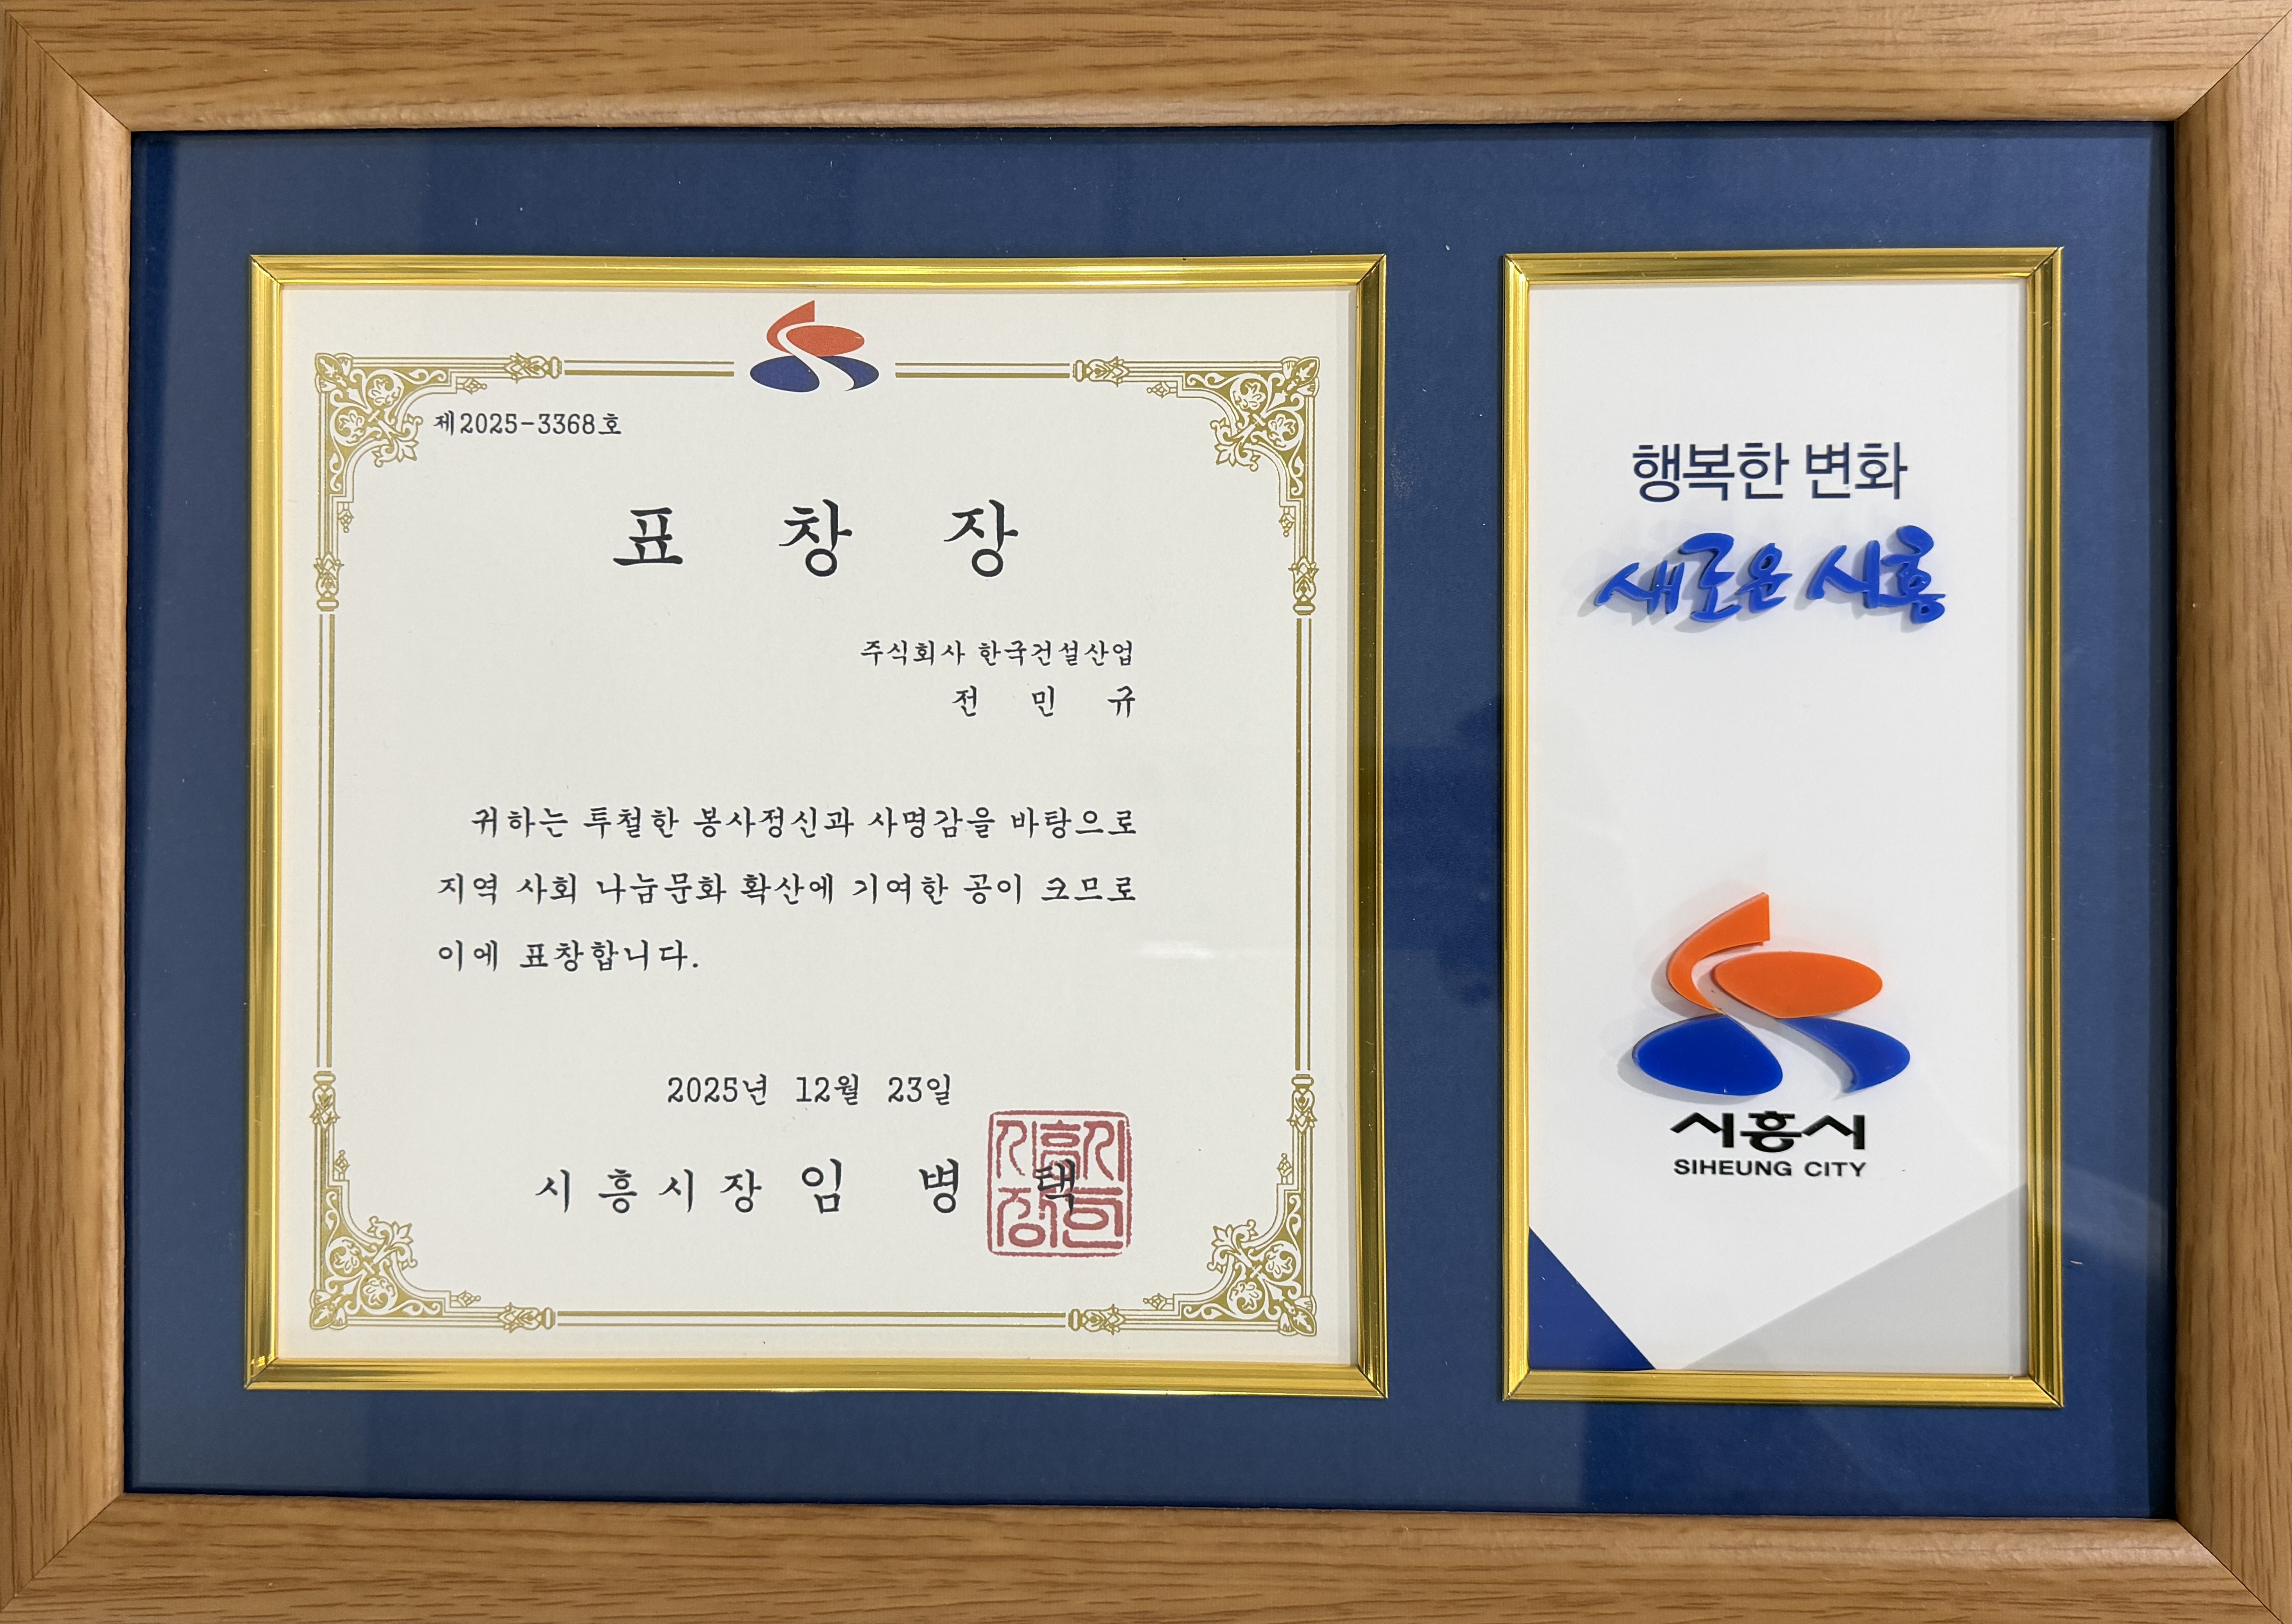 제2025-3368호
표 창 장
주식회사 한국건설산업
전 민 규
귀하는 투철한 봉사정신과 사명감을 바탕으로
지역 사회 나눔문화 확산에 기여한 공이 크므로
이에 표창합니다.
2025년 12월 23일
시흥시장 임 병 택
시흥시장인
행복한 변화
새로운 시흥
시흥시
SIHEUNG CITY